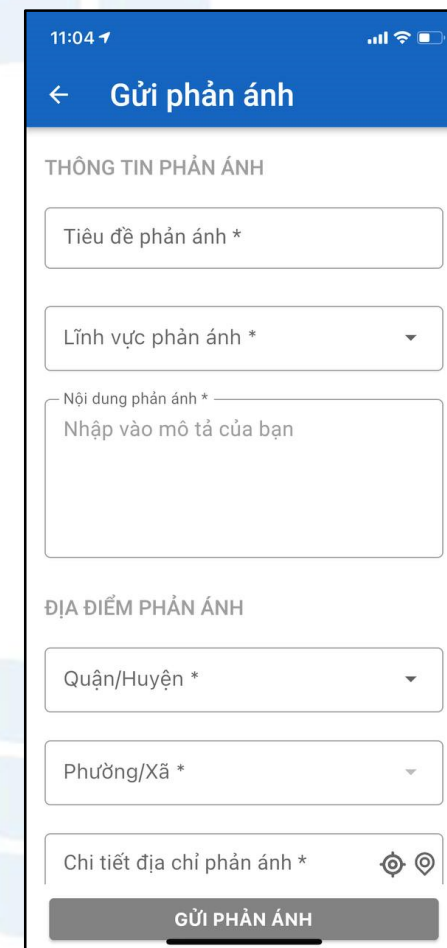 11:04
Gửi phản ánh
THÔNG TIN PHẢN ÁNH
Tiêu đề phản ánh *
Lĩnh vực phản ánh *
Nội dung phản ánh *
Nhập vào mô tả của bạn
ĐỊA ĐIỂM PHẢN ÁNH
Quận/Huyện *
Phường/Xã *
Chi tiết địa chỉ phản ánh *
GỬI PHẢN ÁNH